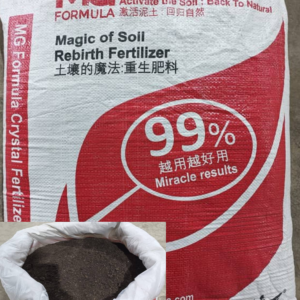 MG Activate the Soil : Back To Natural
FORMULA 激活泥土 : 回归自然
Magic of Soil
Rebirth Fertilizer
土壤的魔法:重生肥料
99%
越用越好用
Miracle results
MG Formula Crystal Fertilizer